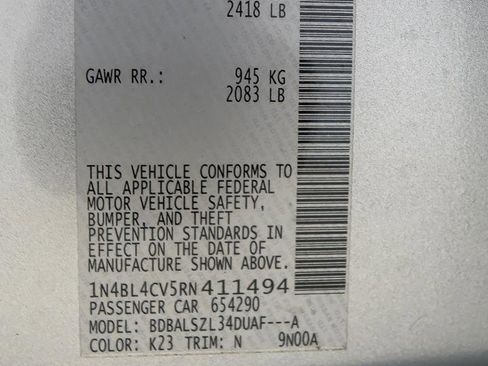 2418 LB
GAWR RR.: 945 KG
2083 LB
THIS VEHICLE CONFORMS TO
ALL APPLICABLE FEDERAL
MOTOR VEHICLE SAFETY,
BUMPER, AND THEFT
PREVENTION STANDARDS IN
EFFECT ON THE DATE OF
MANUFACTURE SHOWN ABOVE.
1N4BL4CV5RN411494
PASSENGER CAR 654290
MODEL: BDBALSZL34DUAF---A
COLOR: K23 TRIM: N 9N00A